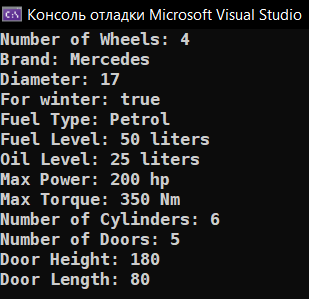 C:\
Консоль отладки Microsoft Visual Studio
Number of Wheels: 4
Brand: Mercedes
Diameter: 17
For winter: true
Fuel Type: Petrol
Fuel Level: 50 liters
Oil Level: 25 liters
Max Power: 200 hp
Max Torque: 350 Nm
Number of Cylinders: 6
Number of Doors: 5
Door Height: 180
Door Length: 80